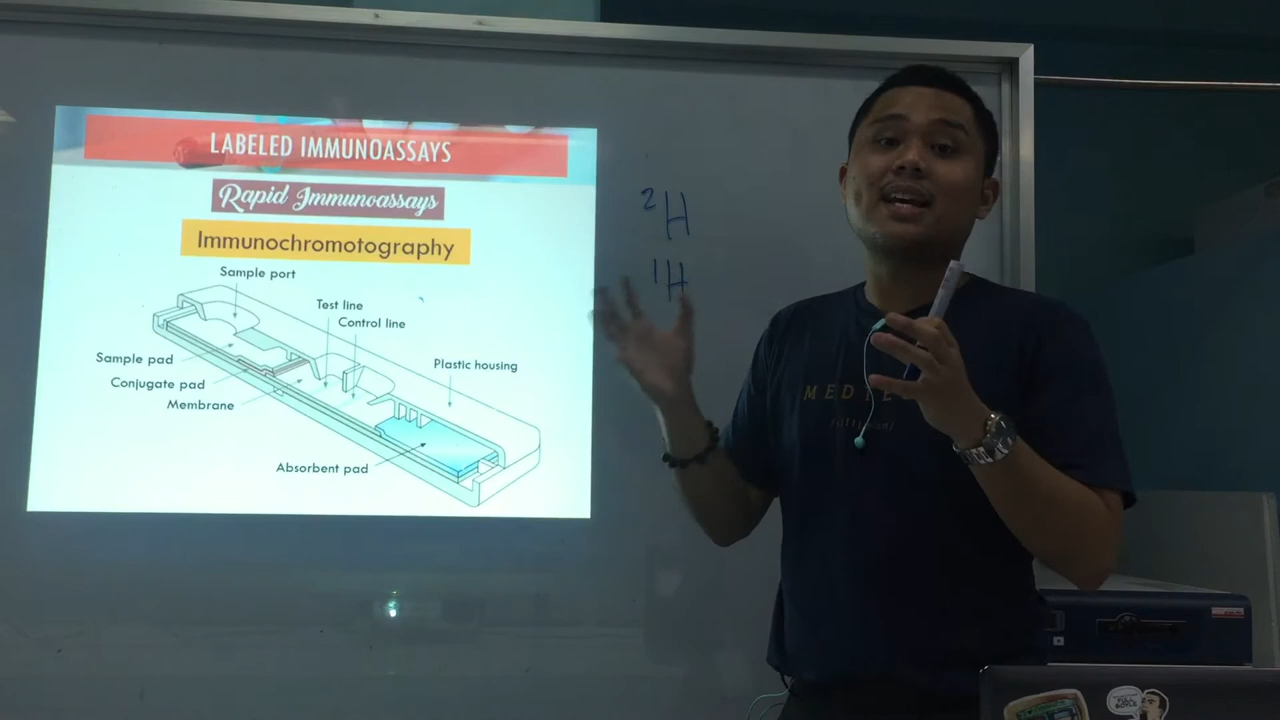 LABELED IMMUNOASSAYS
Rapid Immunoassays
Immunochromotography
Sample port
Test line
Control line
Sample pad
Plastic housing
Conjugate pad
Membrane
Absorbent pad
²H
¹H
FULL